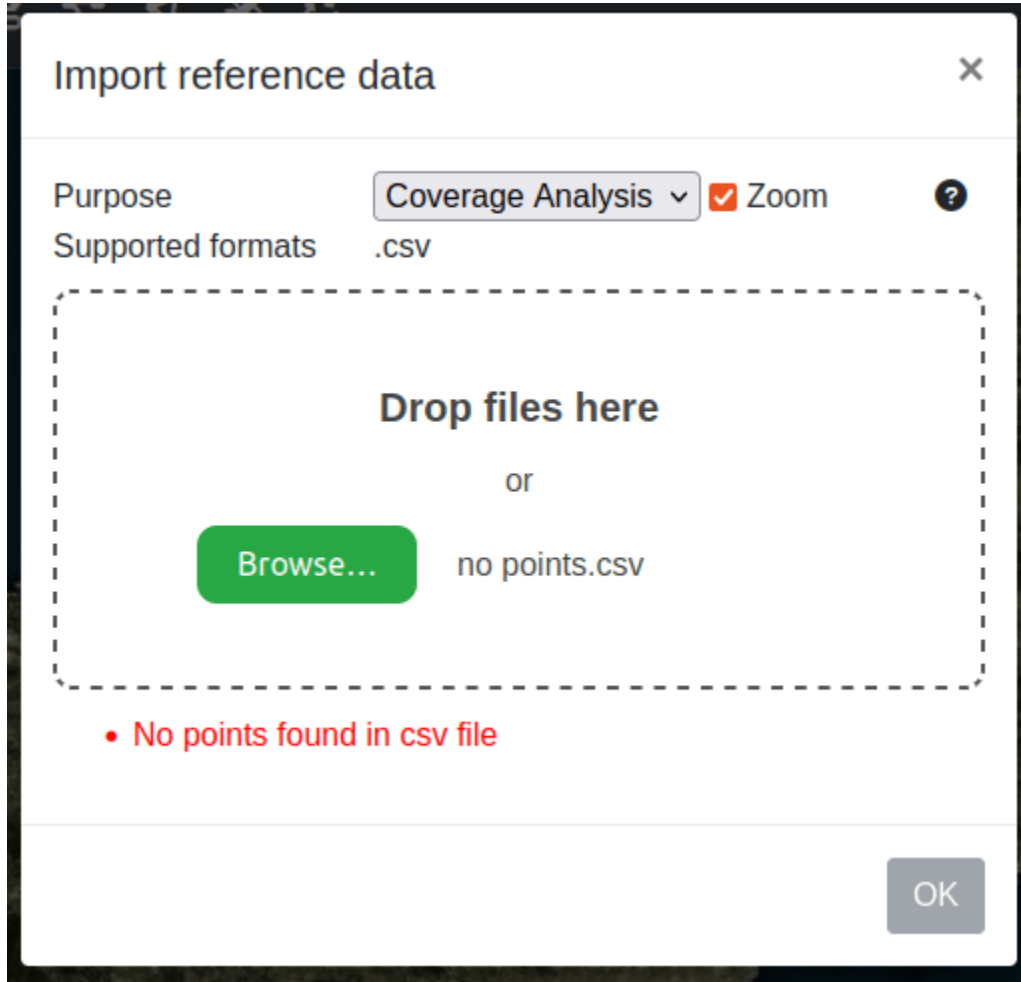 Import reference data ×
Purpose Coverage Analysis Zoom ?
Supported formats .csv
Drop files here
or
Browse... no points.csv
• No points found in csv file
OK